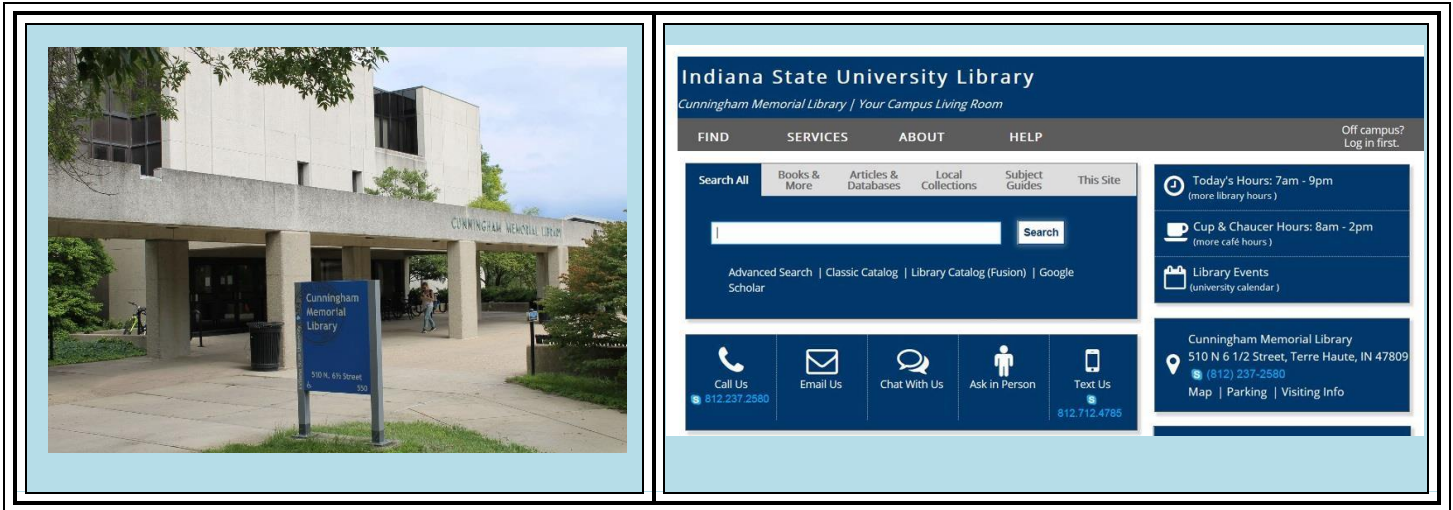 CUNNINGHAM MEMORIAL LIBRARY
Cunningham
Memorial
Library
510 N. 6½ Street
550
Indiana State University Library
Cunningham Memorial Library | Your Campus Living Room
FIND SERVICES ABOUT HELP
Off campus?
Log in first.
Search All
Books &
More
Articles &
Databases
Local
Collections
Subject
Guides
This Site
Search
Advanced Search | Classic Catalog | Library Catalog (Fusion) | Google
Scholar
Today's Hours: 7am - 9pm
(more library hours )
Cup & Chaucer Hours: 8am - 2pm
(more café hours )
Library Events
(university calendar )
Call Us
812.237.2580
Email Us
Chat With Us
Ask in Person
Text Us
812.712.4785
Cunningham Memorial Library
510 N 6 1/2 Street, Terre Haute, IN 47809
(812) 237-2580
Map | Parking | Visiting Info